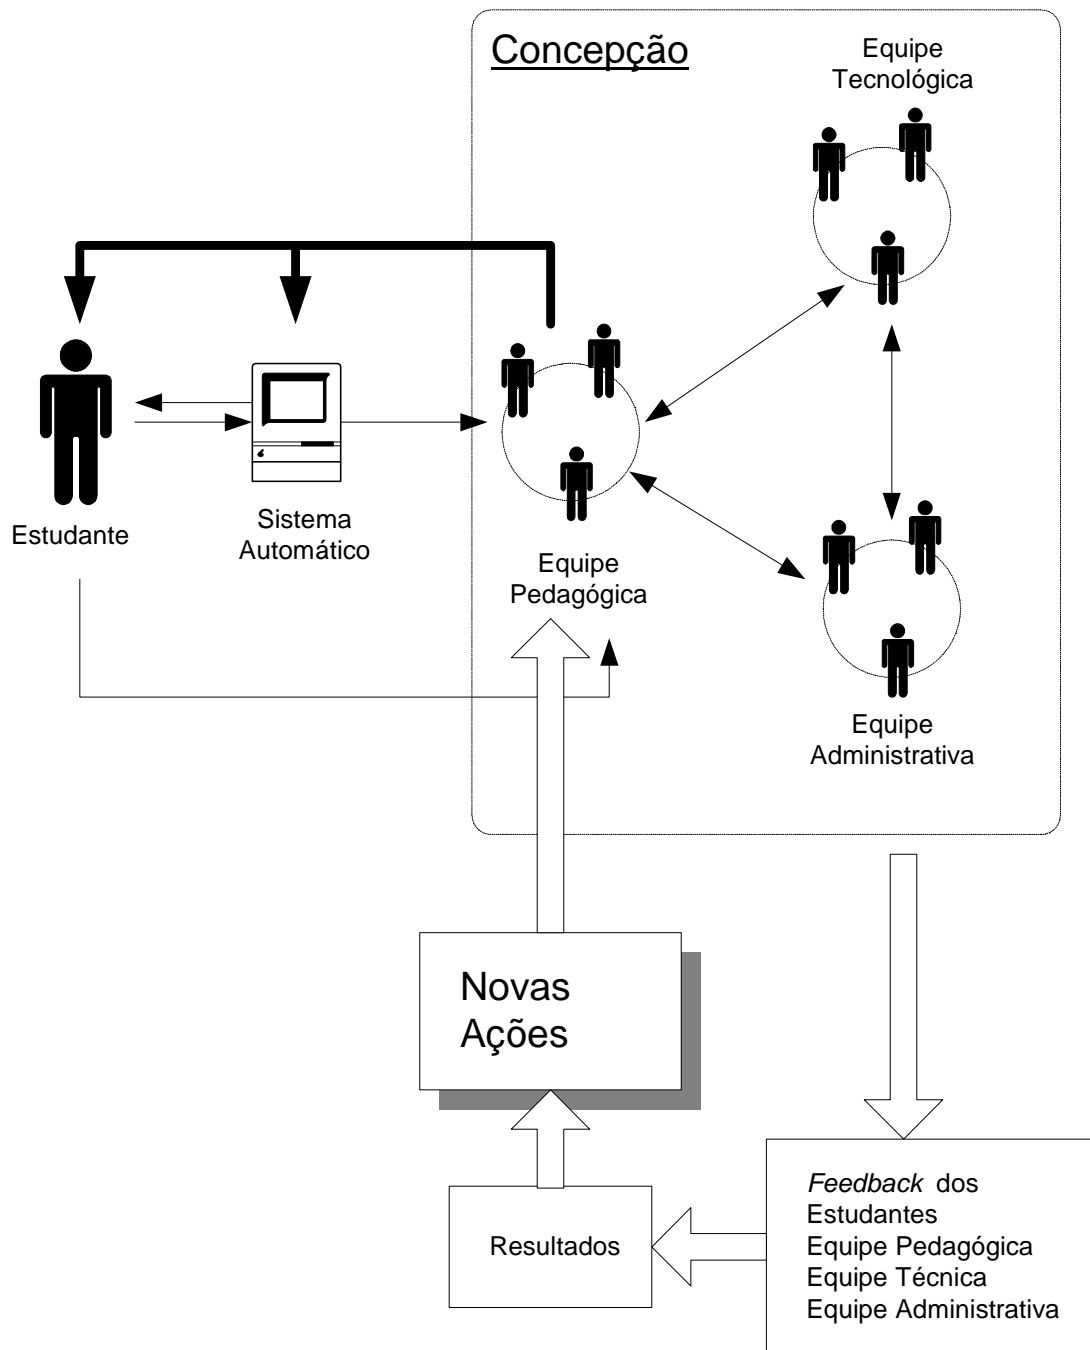 Concepção
Equipe
Tecnológica
Estudante
Sistema
Automático
Equipe
Pedagógica
Equipe
Administrativa
Novas
Ações
Resultados
Feedback dos
Estudantes
Equipe Pedagógica
Equipe Técnica
Equipe Administrativa